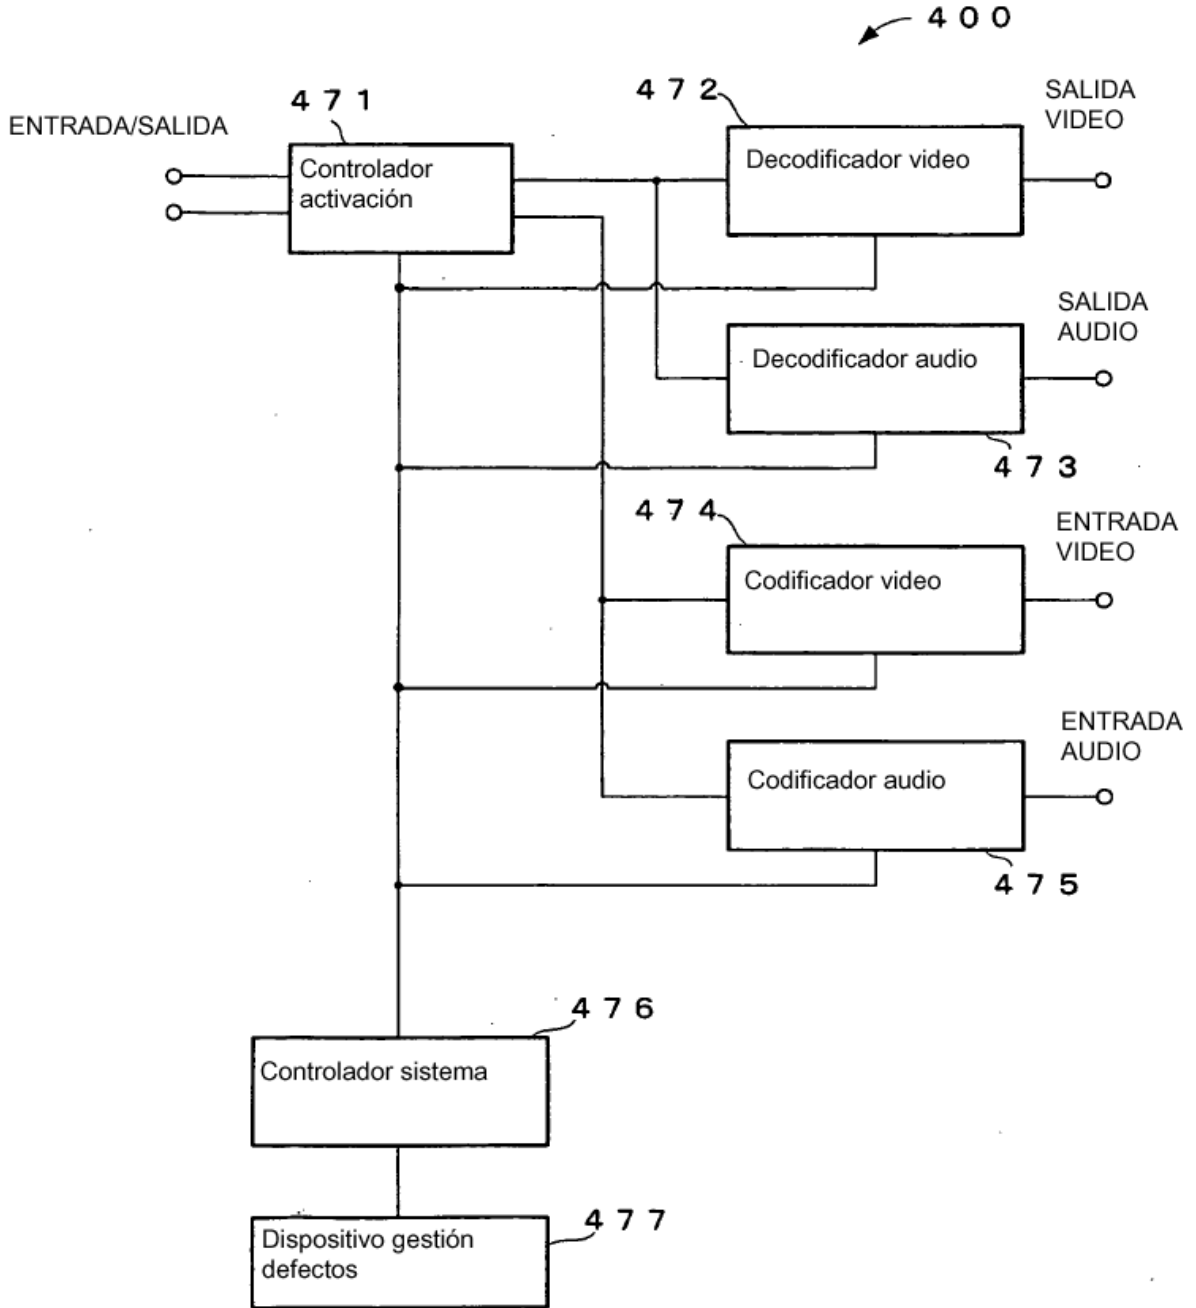 400
471
472
SALIDA
VIDEO
ENTRADA/SALIDA
Controlador
activación
Decodificador video
SALIDA
AUDIO
Decodificador audio
473
474
ENTRADA
VIDEO
Codificador video
ENTRADA
AUDIO
Codificador audio
475
476
Controlador sistema
477
Dispositivo gestión
defectos